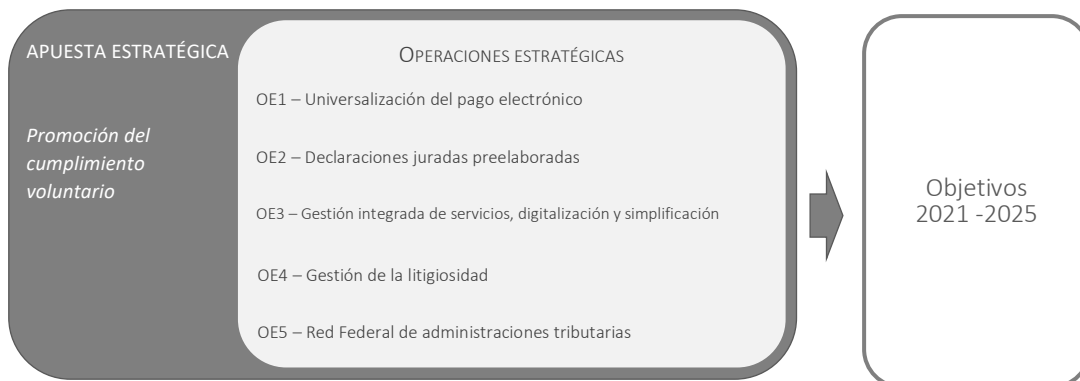 APUESTA ESTRATÉGICA
Promoción del
cumplimiento
voluntario
OPERACIONES ESTRATÉGICAS
OE1 – Universalización del pago electrónico
OE2 – Declaraciones juradas preelaboradas
OE3 – Gestión integrada de servicios, digitalización y simplificación
OE4 – Gestión de la litigiosidad
OE5 – Red Federal de administraciones tributarias
Objetivos
2021 -2025